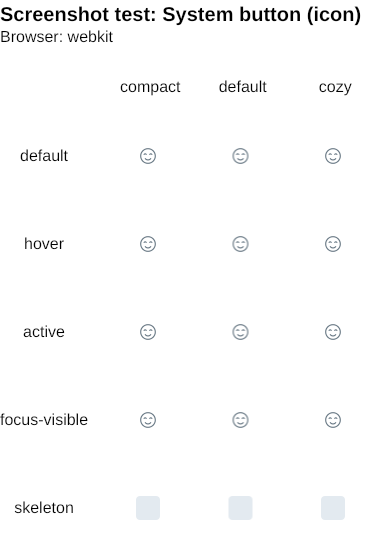 Screenshot test: System button (icon)
Browser: webkit
compact default cozy
default
hover
active
focus-visible
skeleton